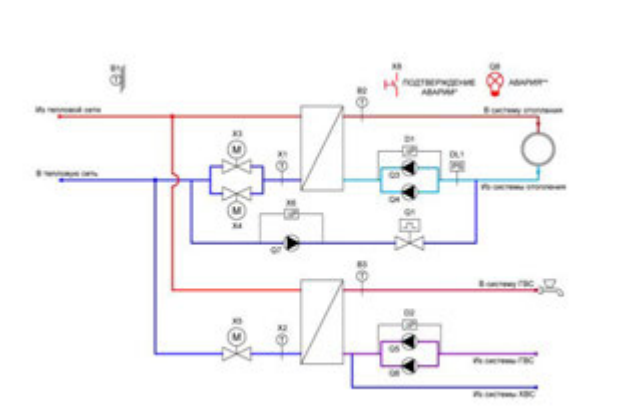 B1
X8
Q8
ПОДТВЕРЖДЕНИЕ
АВАРИИ*
АВАРИЯ**
Из тепловой сети
B2
В систему отопления
X3
M
D1
В тепловую сеть
X1
T
Q3
DL1
Q4
Из системы отопления
M
X4
X6
Q1
Q7
B3
T
В систему ГВС
X5
M
X2
T
D2
Q5
Из системы ГВС
Q6
Из системы ХВС